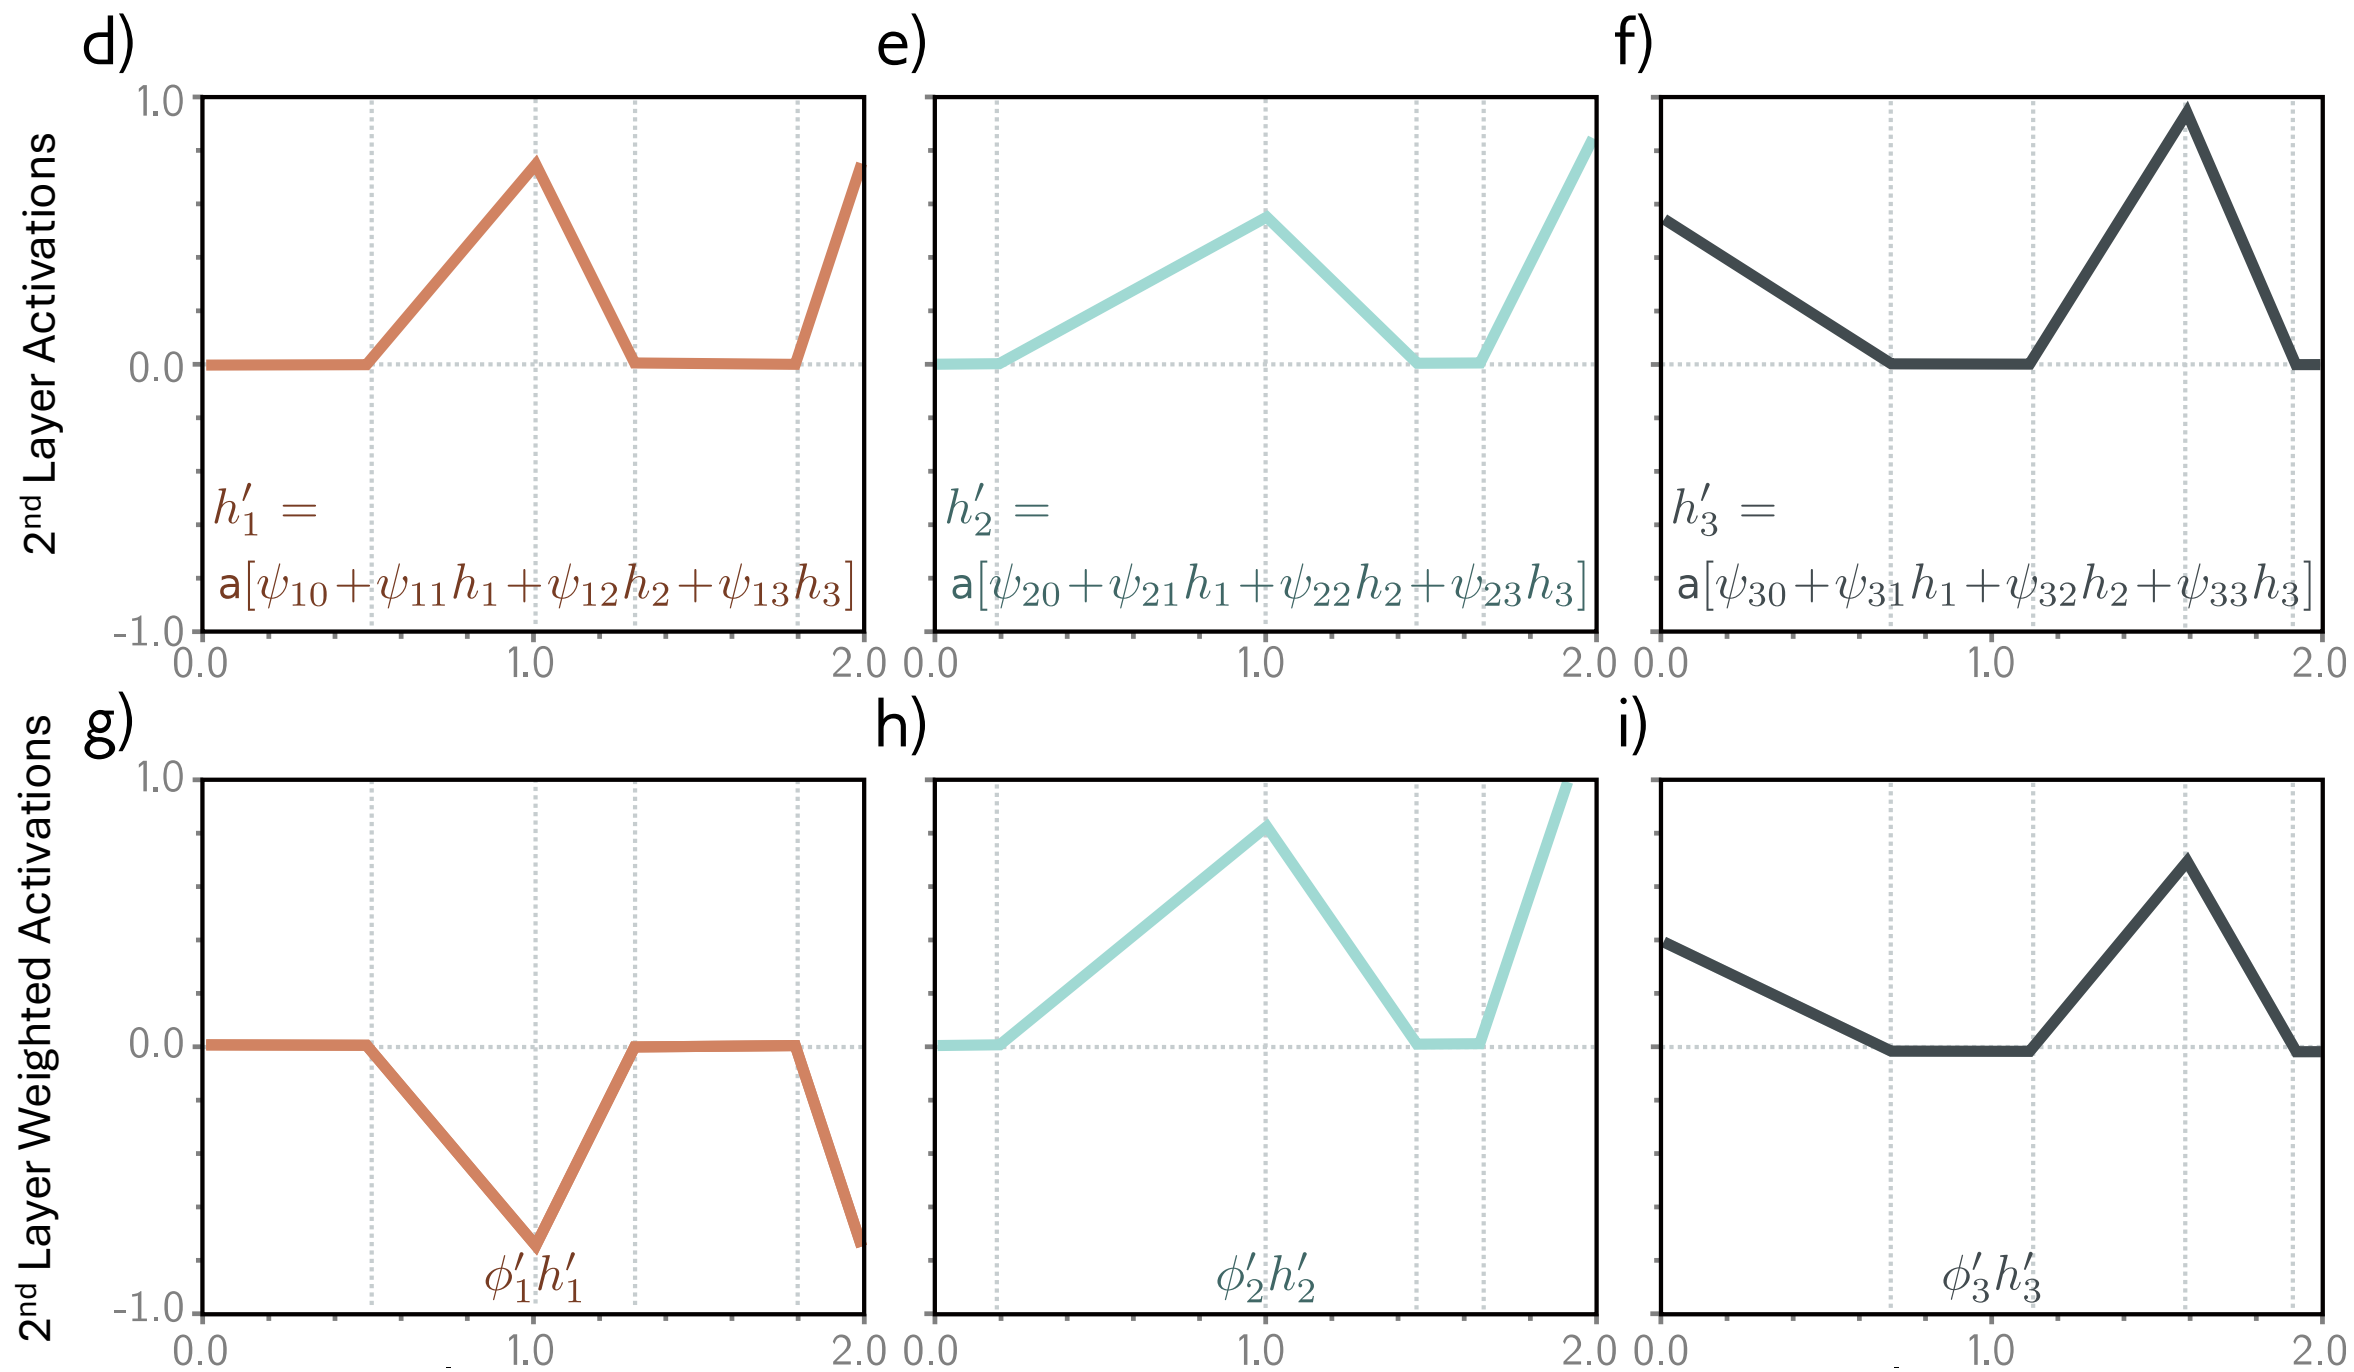 d) e) f)
2nd Layer Activations
1.0
0.0
-1.0
h′₁ =
a[ψ₁₀+ψ₁₁h₁+ψ₁₂h₂+ψ₁₃h₃]
h′₂ =
a[ψ₂₀+ψ₂₁h₁+ψ₂₂h₂+ψ₂₃h₃]
h′₃ =
a[ψ₃₀+ψ₃₁h₁+ψ₃₂h₂+ψ₃₃h₃]
0.0 1.0 2.0 0.0 1.0 2.0 0.0 1.0 2.0
g) h) i)
2nd Layer Weighted Activations
1.0
0.0
-1.0
ϕ′₁h′₁
ϕ′₂h′₂
ϕ′₃h′₃
0.0 1.0 2.0 0.0 1.0 2.0 0.0 1.0 2.0